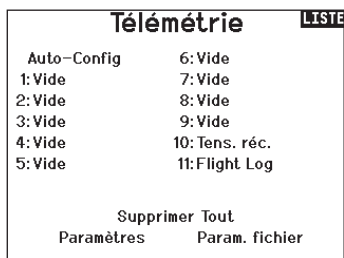 Télémétrie
LISTE
Auto-Config
1: Vide
2: Vide
3: Vide
4: Vide
5: Vide
6: Vide
7: Vide
8: Vide
9: Vide
10: Tens. réc.
11: Flight Log
Supprimer Tout
Paramètres
Param. fichier